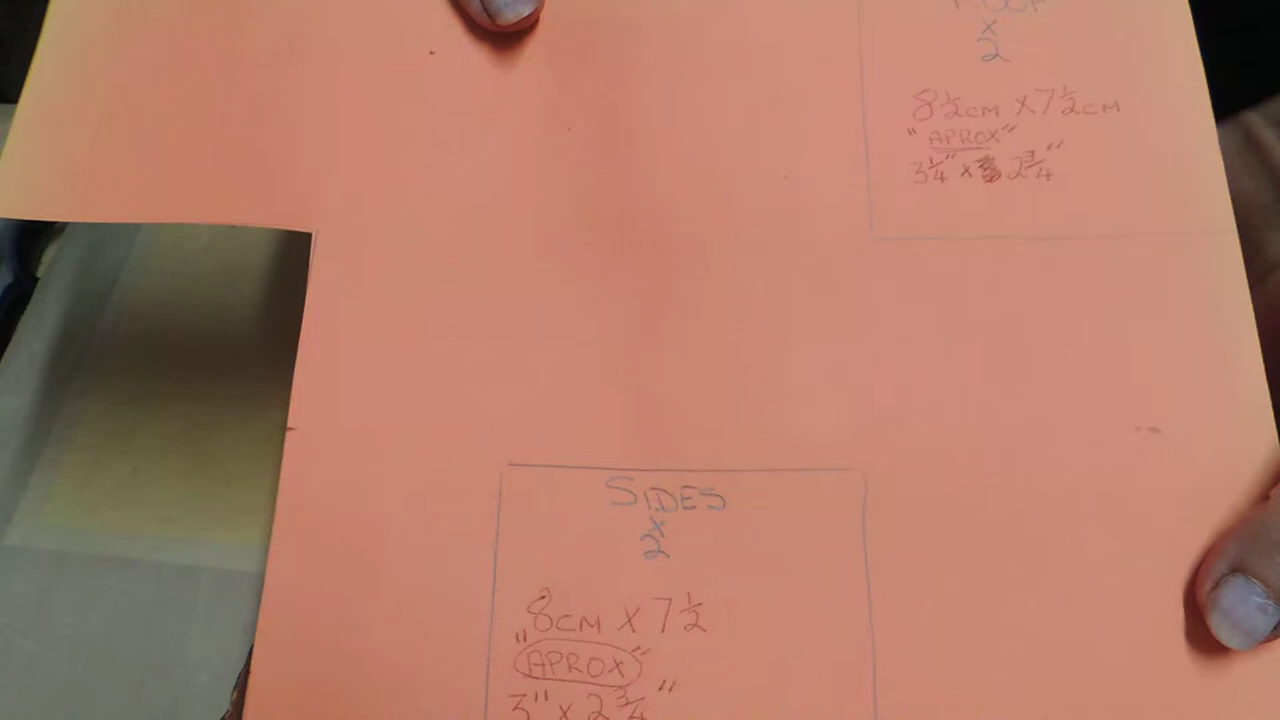 ROOF
x
2
8½cm x 7½cm
"APROX"
3¼" x 2¾"
SIDES
x
2
8cm x 7½
"APROX"
3" x 2¾"